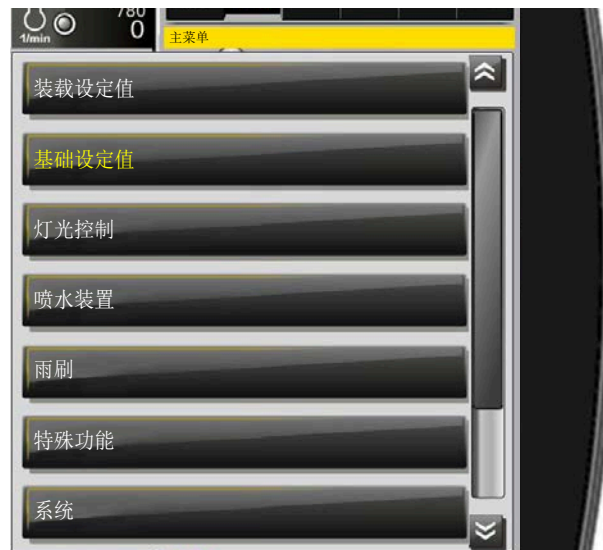 780
1/min
0
主菜单
装载设定值
基础设定值
灯光控制
喷水装置
雨刷
特殊功能
系统